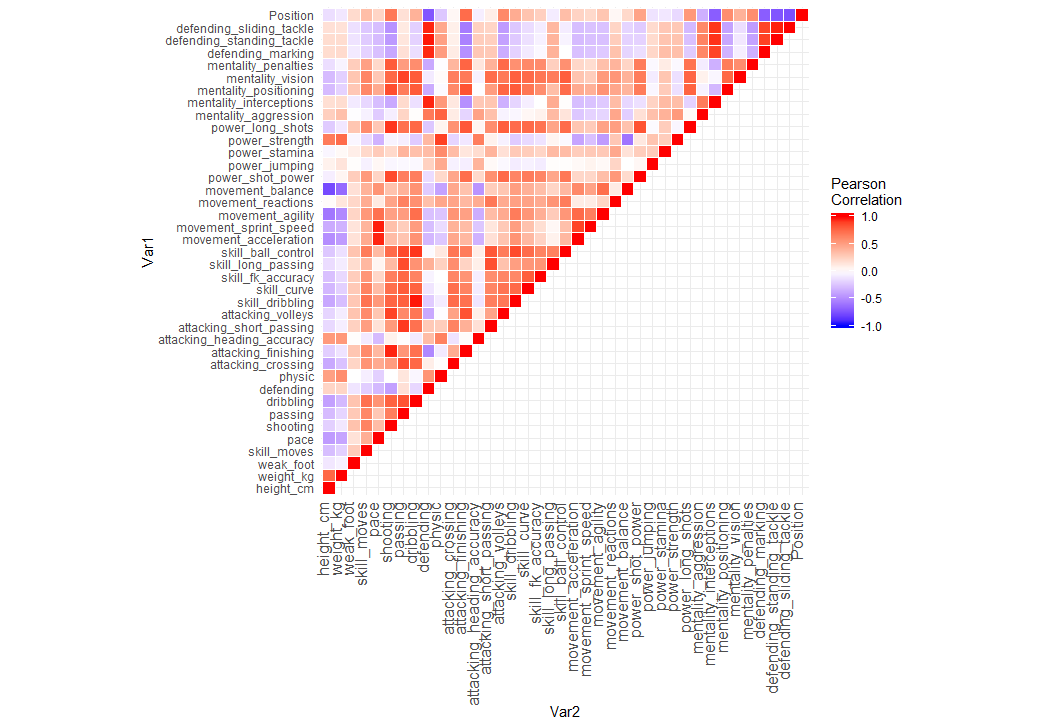 Position
defending_sliding_tackle
defending_standing_tackle
defending_marking
mentality_penalties
mentality_vision
mentality_positioning
mentality_interceptions
mentality_aggression
power_long_shots
power_strength
power_stamina
power_jumping
power_shot_power
movement_balance
movement_reactions
movement_agility
movement_sprint_speed
movement_acceleration
skill_ball_control
skill_long_passing
skill_fk_accuracy
skill_curve
skill_dribbling
attacking_volleys
attacking_short_passing
attacking_heading_accuracy
attacking_finishing
attacking_crossing
physic
defending
dribbling
passing
shooting
pace
skill_moves
weak_foot
weight_kg
height_cm
Var1
height_cm
weight_kg
weak_foot
skill_moves
pace
shooting
passing
dribbling
defending
physic
attacking_crossing
attacking_finishing
attacking_heading_accuracy
attacking_short_passing
attacking_volleys
skill_dribbling
skill_curve
skill_fk_accuracy
skill_long_passing
skill_ball_control
movement_acceleration
movement_sprint_speed
movement_agility
movement_reactions
movement_balance
power_shot_power
power_jumping
power_stamina
power_strength
power_long_shots
mentality_aggression
mentality_interceptions
mentality_positioning
mentality_vision
mentality_penalties
defending_marking
defending_standing_tackle
defending_sliding_tackle
Position
Var2
Pearson
Correlation
1.0
0.5
0.0
-0.5
-1.0